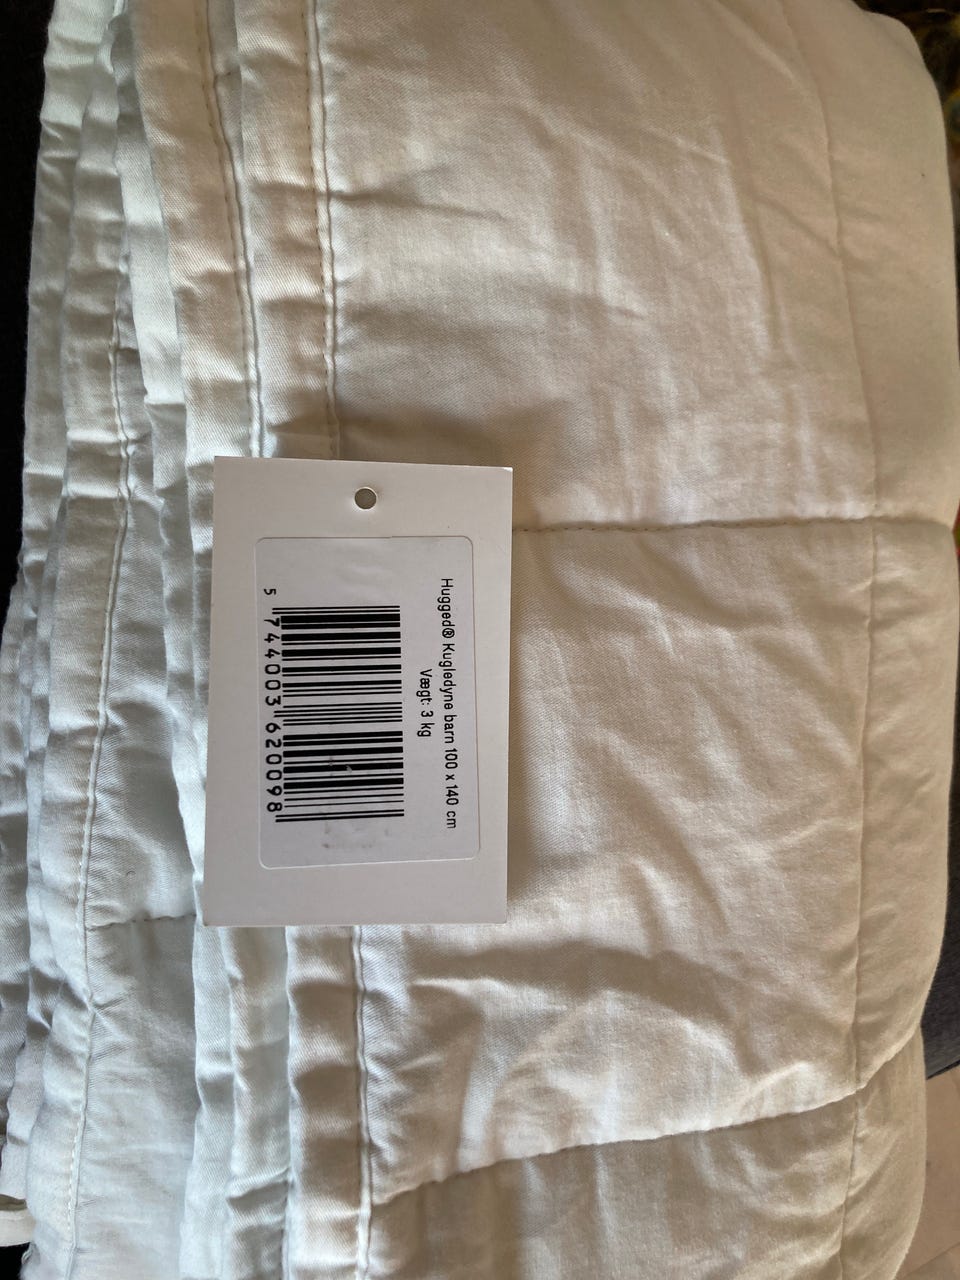 Hugged® Kugledyne barn 100 x 140 cm
Vægt: 3 kg
5 744003 620098